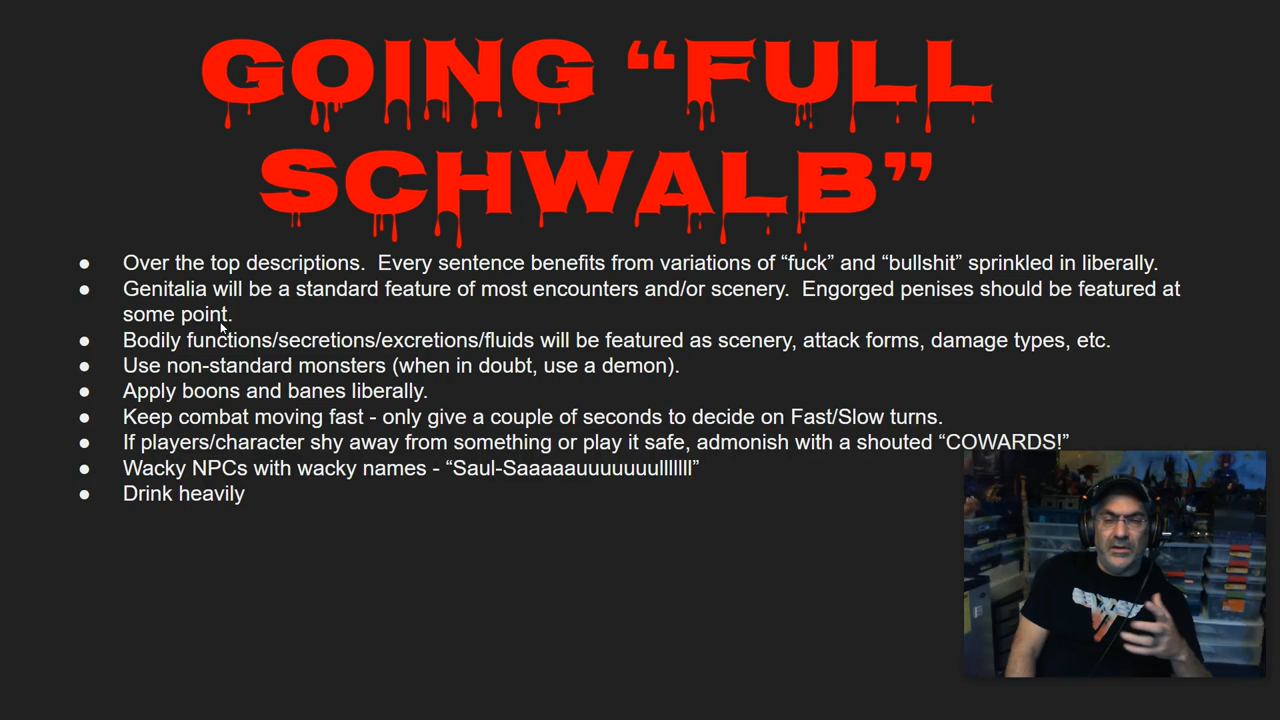 GOING “FULL
SCHWALB”
● Over the top descriptions.  Every sentence benefits from variations of “fuck” and “bullshit” sprinkled in liberally.
● Genitalia will be a standard feature of most encounters and/or scenery.  Engorged penises should be featured at
some point.
● Bodily functions/secretions/excretions/fluids will be featured as scenery, attack forms, damage types, etc.
● Use non-standard monsters (when in doubt, use a demon).
● Apply boons and banes liberally.
● Keep combat moving fast - only give a couple of seconds to decide on Fast/Slow turns.
● If players/character shy away from something or play it safe, admonish with a shouted “COWARDS!”
● Wacky NPCs with wacky names - “Saul-Saaaaauuuuuuulllllll”
● Drink heavily